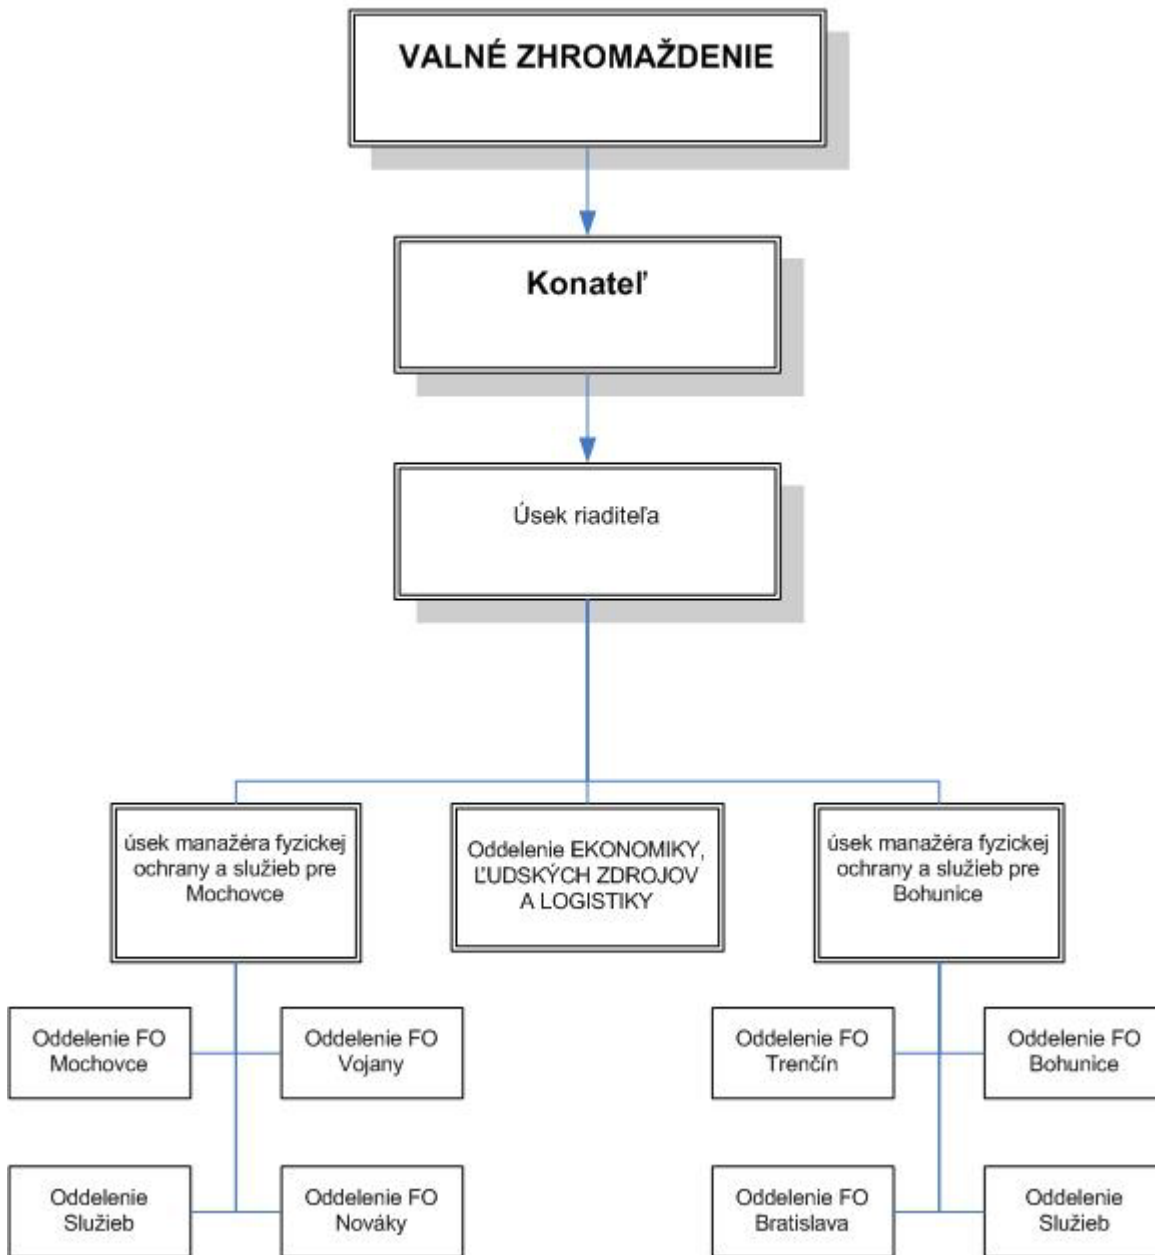 VALNÉ ZHROMAŽDENIE
Konateľ
Úsek riaditeľa
úsek manažéra fyzickej
ochrany a služieb pre
Mochovce
Oddelenie EKONOMIKY,
ĽUDSKÝCH ZDROJOV
A LOGISTIKY
úsek manažéra fyzickej
ochrany a služieb pre
Bohunice
Oddelenie FO
Mochovce
Oddelenie FO
Vojany
Oddelenie FO
Trenčín
Oddelenie FO
Bohunice
Oddelenie
Služieb
Oddelenie FO
Nováky
Oddelenie FO
Bratislava
Oddelenie
Služieb